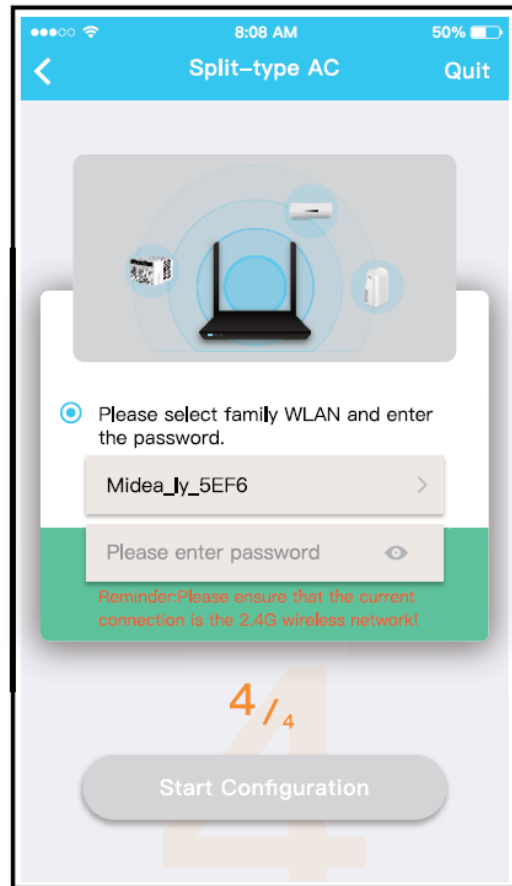 8:08 AM
50%
Split-type AC
Quit
Please select family WLAN and enter
the password.
Midea_ly_5EF6
Please enter password
Reminder:Please ensure that the current
connection is the 2.4G wireless network!
4
4/4
Start Configuration